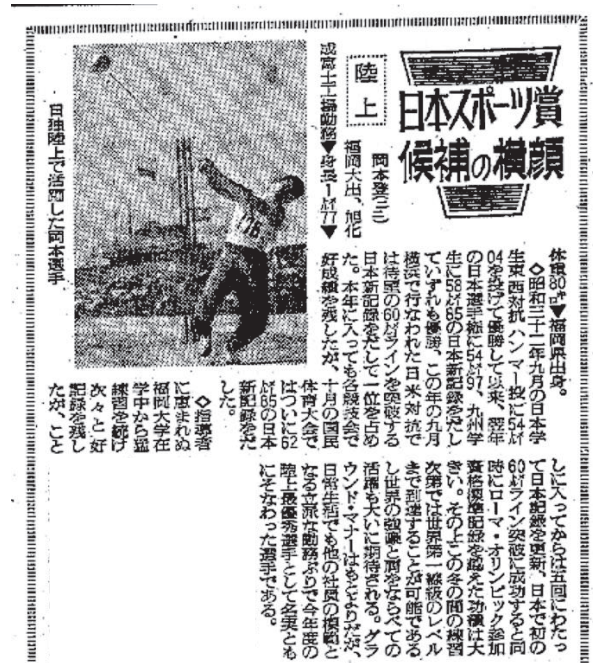 日本スポーツ賞
候補の横顔
陸上
岡本登
福岡大出、旭化
成富士工場勤務▼身長1㍍77▼
体重80㌔▼福岡県出身。
◇昭和三十二年九月の日本学
生東西対抗ハンマー投に54㍍
04を投げて優勝して以来、翌年
の日本選手権に54㍍97、九州学
生に58㍍65の日本新記録をだし
ていずれも優勝、この年の九月
横浜で行なわれた日米対抗で
は待望の60㍍ラインを突破する
日本新記録をだして一位を占め
た。本年に入っても各競技会で
好成績を残したが、十月の国民
体育大会で
はついに62
㍍85の日本
新記録をだ
した。
◇指導者
に恵まれぬ
福岡大学在
学中から猛
練習を続け
次々と好
記録を残し
たが、こと
しに入ってからは五回にわたっ
て日本記録を更新、日本で初の
60㍍ライン突破に成功すると同
時にローマ・オリンピック参加
資格標準記録を越えた功績は大
きい。その上この冬の間の練習
次第では世界第一線級のレベル
まで到達することが可能である
し世界の強豪と肩をならべての
活躍も大いに期待される。グラ
ウンド・マナーはもとよりだが、
日常生活でも他の社員の模範と
なる立派な勤務ぶりで今年度の
陸上最優秀選手として名実とも
にそなわった選手である。
日独陸上で活躍した岡本選手
176